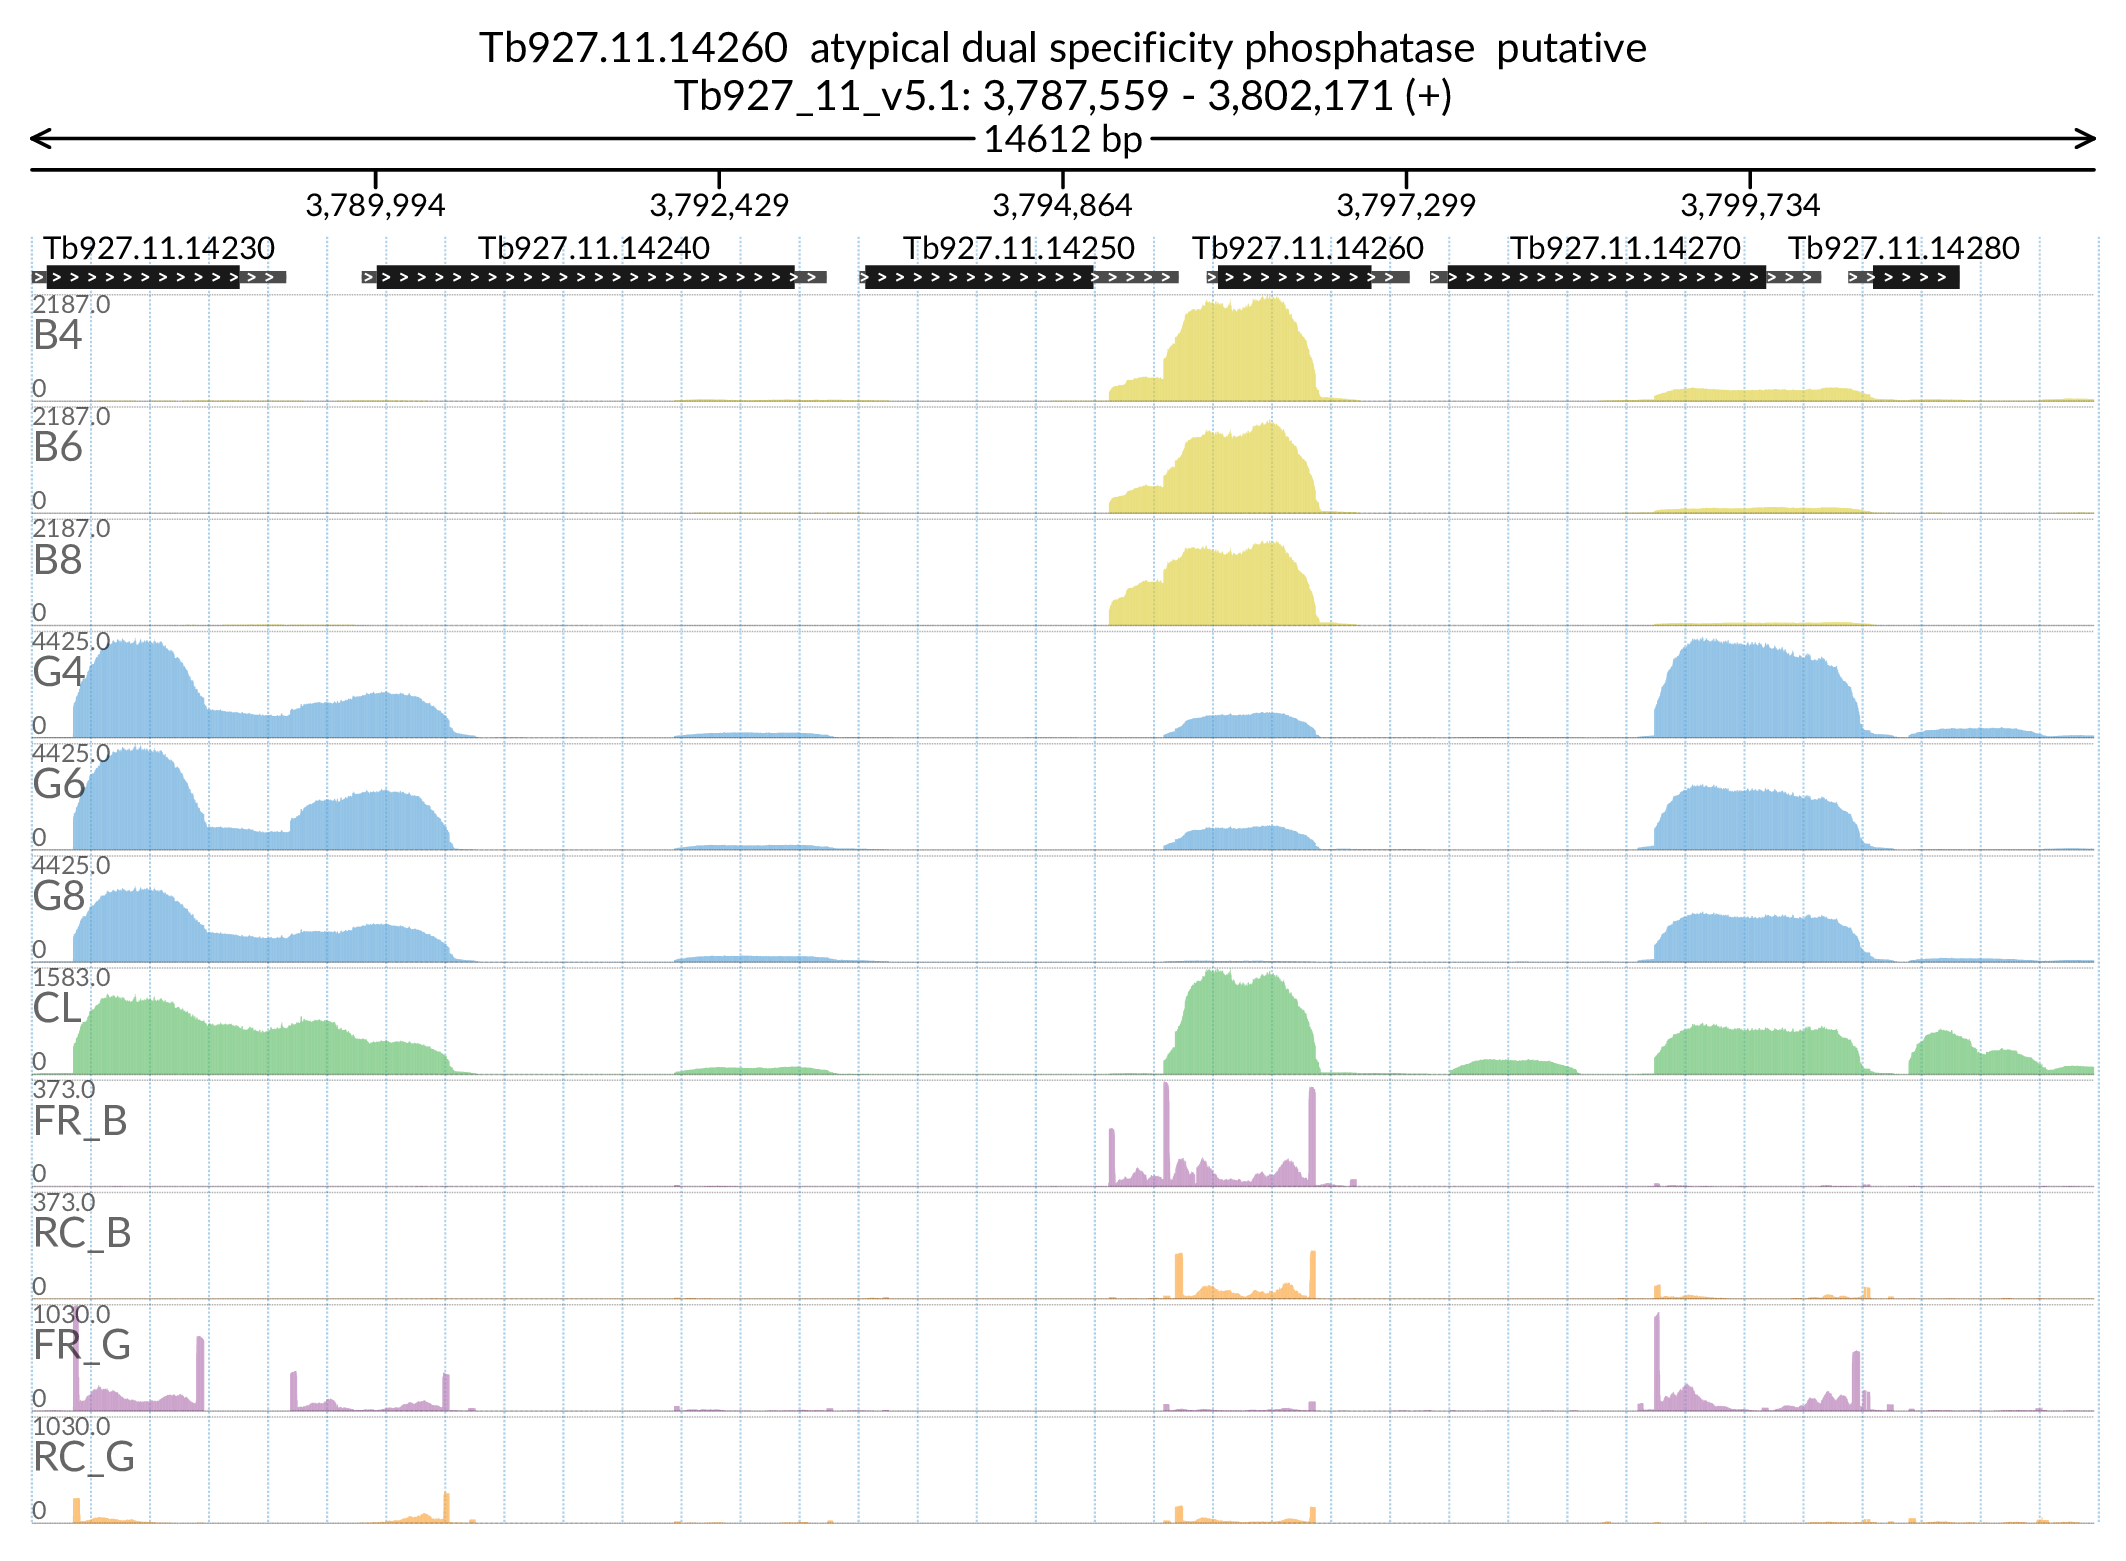 Tb927.11.14260 atypical dual specificity phosphatase putative
Tb927_11_v5.1: 3,787,559 - 3,802,171 (+)
14612 bp
3,789,994 3,792,429 3,794,864 3,797,299 3,799,734
Tb927.11.14230 Tb927.11.14240 Tb927.11.14250 Tb927.11.14260 Tb927.11.14270 Tb927.11.14280
2187.0
B4
0
2187.0
B6
0
2187.0
B8
0
4425.0
G4
0
4425.0
G6
0
4425.0
G8
0
1583.0
CL
0
373.0
FR_B
0
373.0
RC_B
0
1030.0
FR_G
0
1030.0
RC_G
0